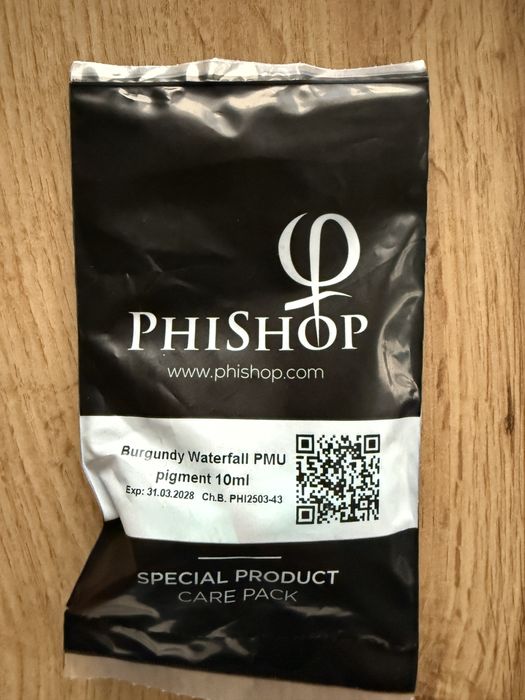 PHISHOP
www.phishop.com
Burgundy Waterfall PMU
pigment 10ml
Exp: 31.03.2028 Ch.B. PHI2503-43
SPECIAL PRODUCT
CARE PACK